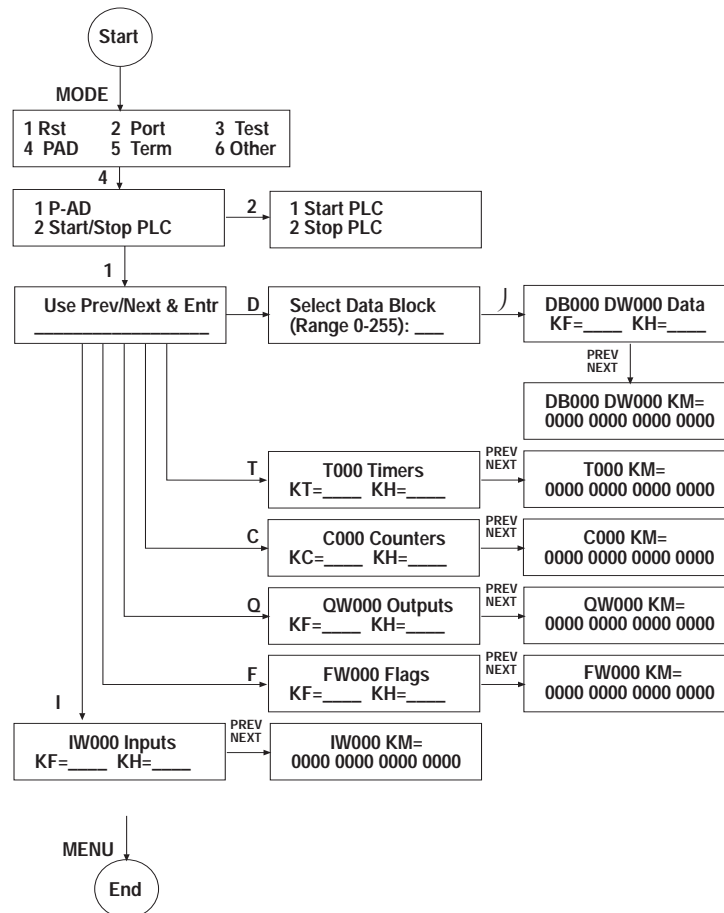 Start
MODE
1 Rst 2 Port 3 Test
4 PAD 5 Term 6 Other
4
1 P-AD
2 Start/Stop PLC
2
1 Start PLC
2 Stop PLC
1
Use Prev/Next & Entr
__________________
D
Select Data Block
(Range 0-255): ___
DB000 DW000 Data
KF=____ KH=____
PREV
NEXT
DB000 DW000 KM=
0000 0000 0000 0000
T
T000 Timers
KT=____ KH=____
PREV
NEXT
T000 KM=
0000 0000 0000 0000
C
C000 Counters
KC=____ KH=____
PREV
NEXT
C000 KM=
0000 0000 0000 0000
Q
QW000 Outputs
KF=____ KH=____
PREV
NEXT
QW000 KM=
0000 0000 0000 0000
F
FW000 Flags
KF=____ KH=____
PREV
NEXT
FW000 KM=
0000 0000 0000 0000
I
IW000 Inputs
KF=____ KH=____
PREV
NEXT
IW000 KM=
0000 0000 0000 0000
MENU
End